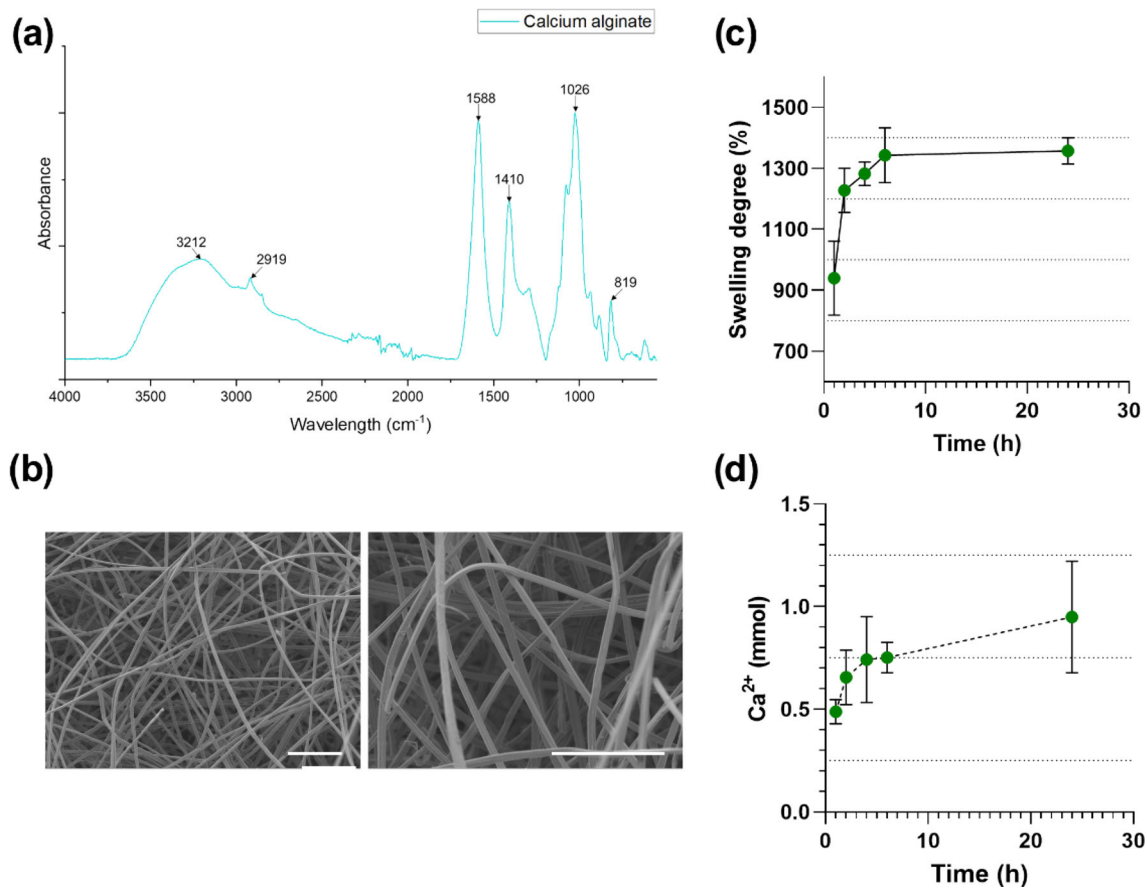 (a)
Calcium alginate
1588
1026
1410
3212
2919
819
Absorbance
4000 3500 3000 2500 2000 1500 1000
Wavelength (cm⁻¹)
(b)
(c)
1500
1300
1100
900
700
Swelling degree (%)
0 10 20 30
Time (h)
(d)
1.5
1.0
0.5
0.0
Ca²⁺ (mmol)
0 10 20 30
Time (h)